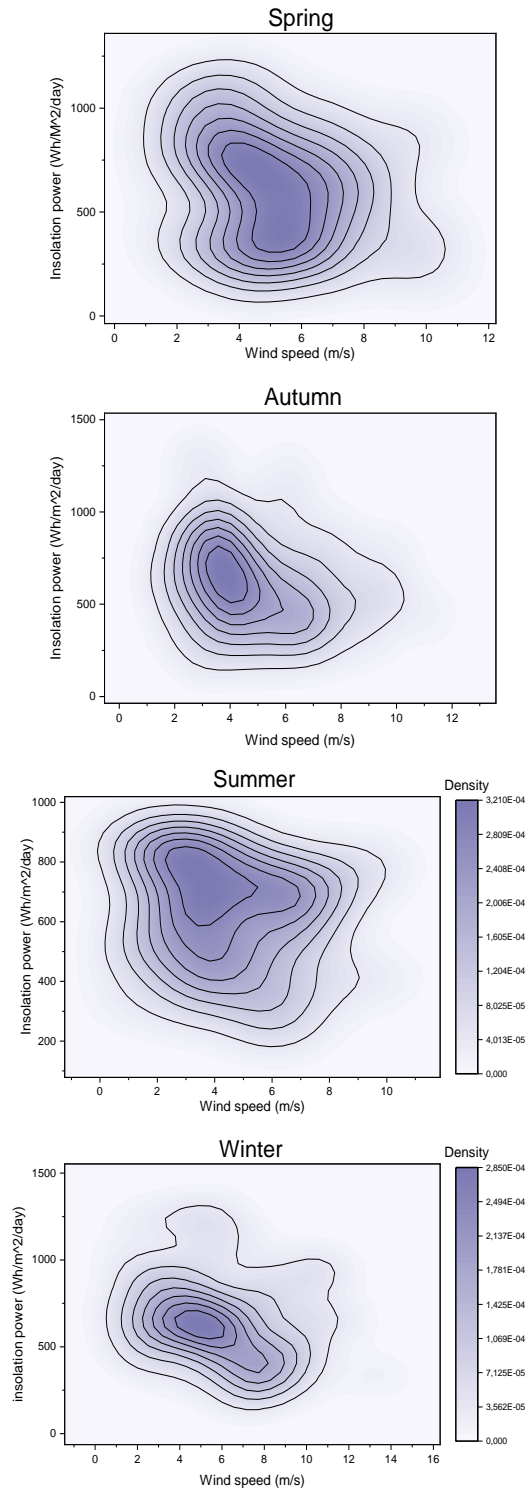 Spring
Insolation power (Wh/M^2/day)
1000
500
0
0 2 4 6 8 10 12
Wind speed (m/s)
Autumn
Insolation power (Wh/m^2/day)
1500
1000
500
0
0 2 4 6 8 10 12
Wind speed (m/s)
Summer
Insolation power (Wh/m^2/day)
1000
800
600
400
200
0 2 4 6 8 10
Wind speed (m/s)
Density
3,210E-04
2,809E-04
2,408E-04
2,006E-04
1,605E-04
1,204E-04
8,025E-05
4,013E-05
0,000
Winter
insolation power (Wh/m^2/day)
1500
1000
500
0
0 2 4 6 8 10 12 14 16
Wind speed (m/s)
Density
2,850E-04
2,494E-04
2,137E-04
1,781E-04
1,425E-04
1,069E-04
7,125E-05
3,562E-05
0,000